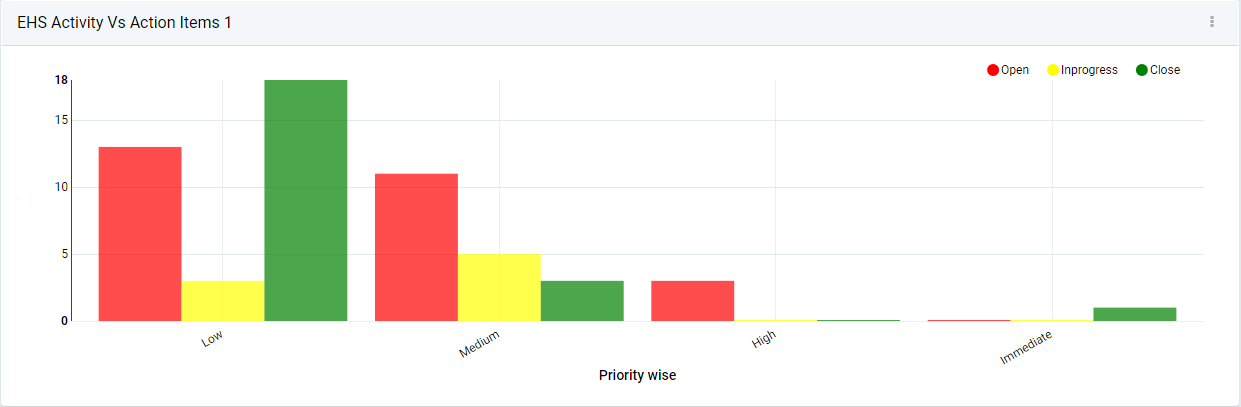 EHS Activity Vs Action Items 1
Open Inprogress Close
18
15
10
5
0
Low Medium High Immediate
Priority wise